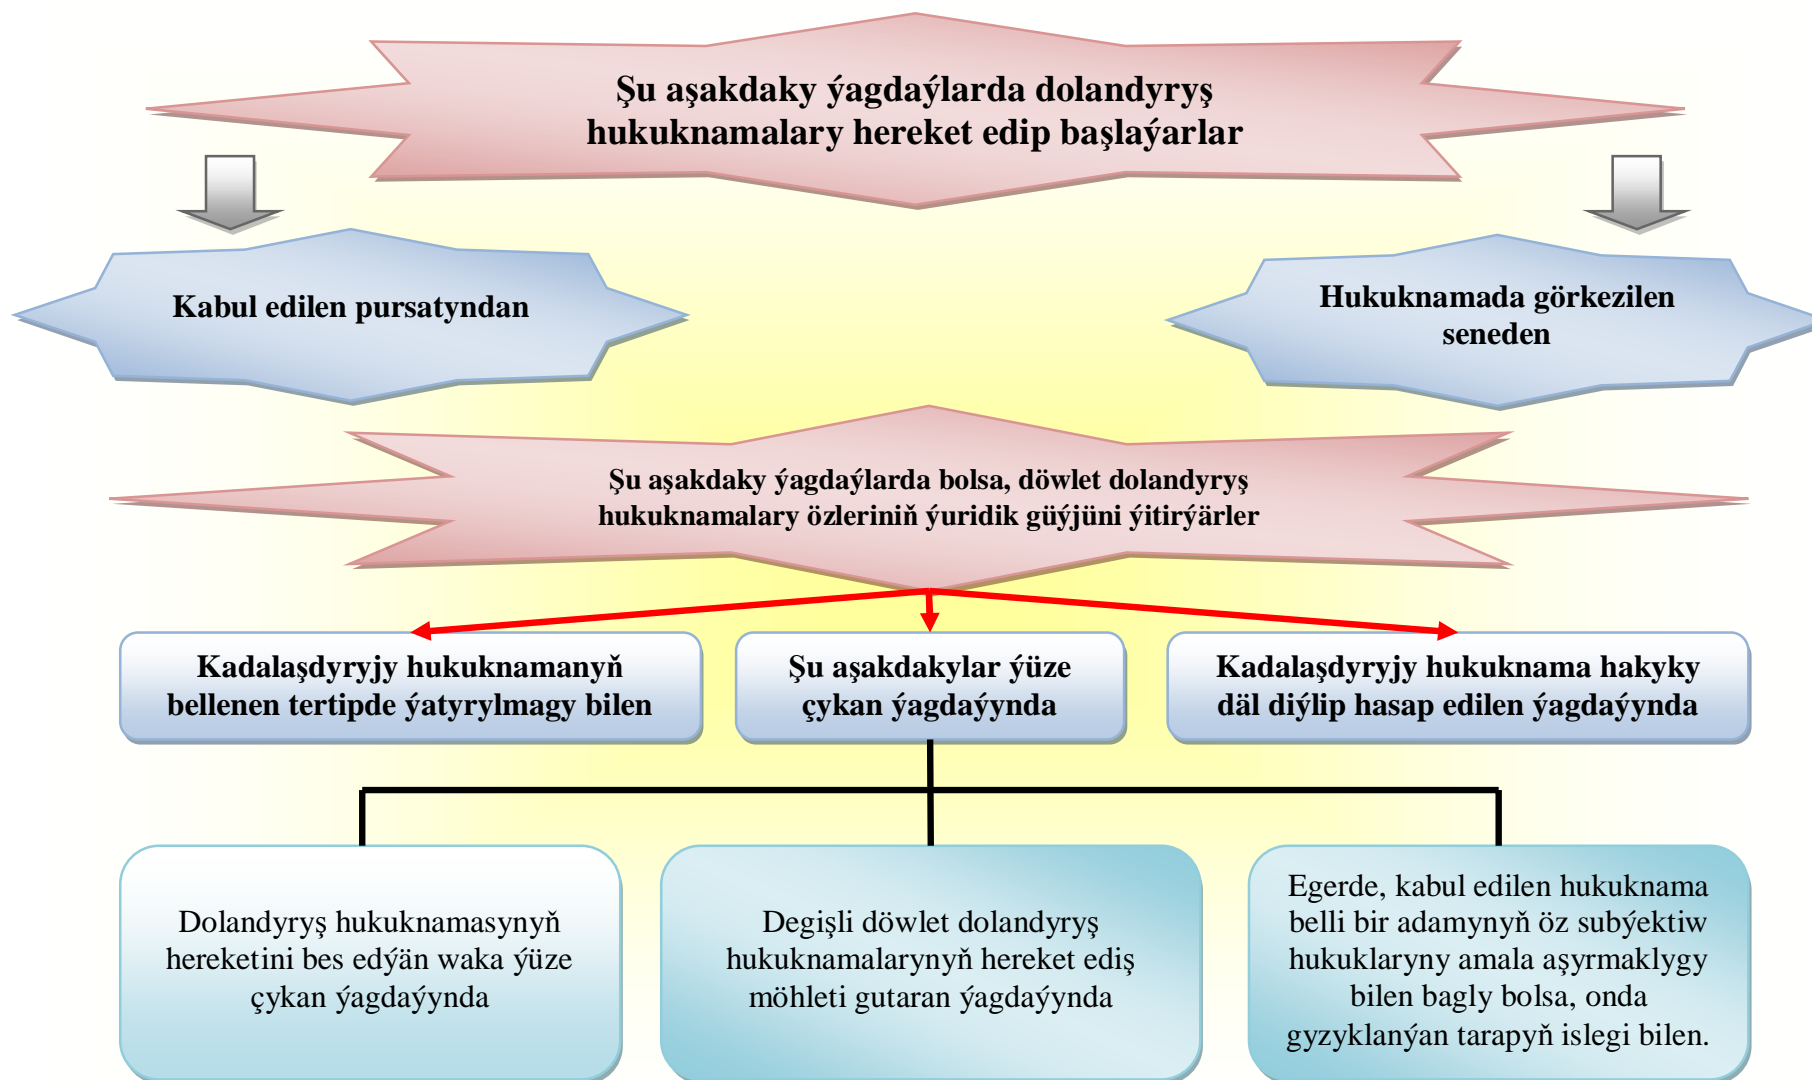 Şu aşakdaky ýagdaýlarda dolandyryş
hukuknamalary hereket edip başlaýarlar
Kabul edilen pursatyndan
Hukuknamada görkezilen
seneden
Şu aşakdaky ýagdaýlarda bolsa, döwlet dolandyryş
hukuknamalary özleriniň ýuridik güýjüni ýitirýärler
Kadalaşdyryjy hukuknamanyň
bellenen tertipde ýatyrylmagy bilen
Şu aşakdakylar ýüze
çykan ýagdaýynda
Kadalaşdyryjy hukuknama hakyky
däl diýlip hasap edilen ýagdaýynda
Dolandyryş hukuknamasynyň
hereketini bes edýän waka ýüze
çykan ýagdaýynda
Degişli döwlet dolandyryş
hukuknamalarynyň hereket ediş
möhleti gutaran ýagdaýynda
Egerde, kabul edilen hukuknama
belli bir adamynyň öz subýektiw
hukuklaryny amala aşyrmaklygy
bilen bagly bolsa, onda
gyzyklanýan tarapyň islegi bilen.